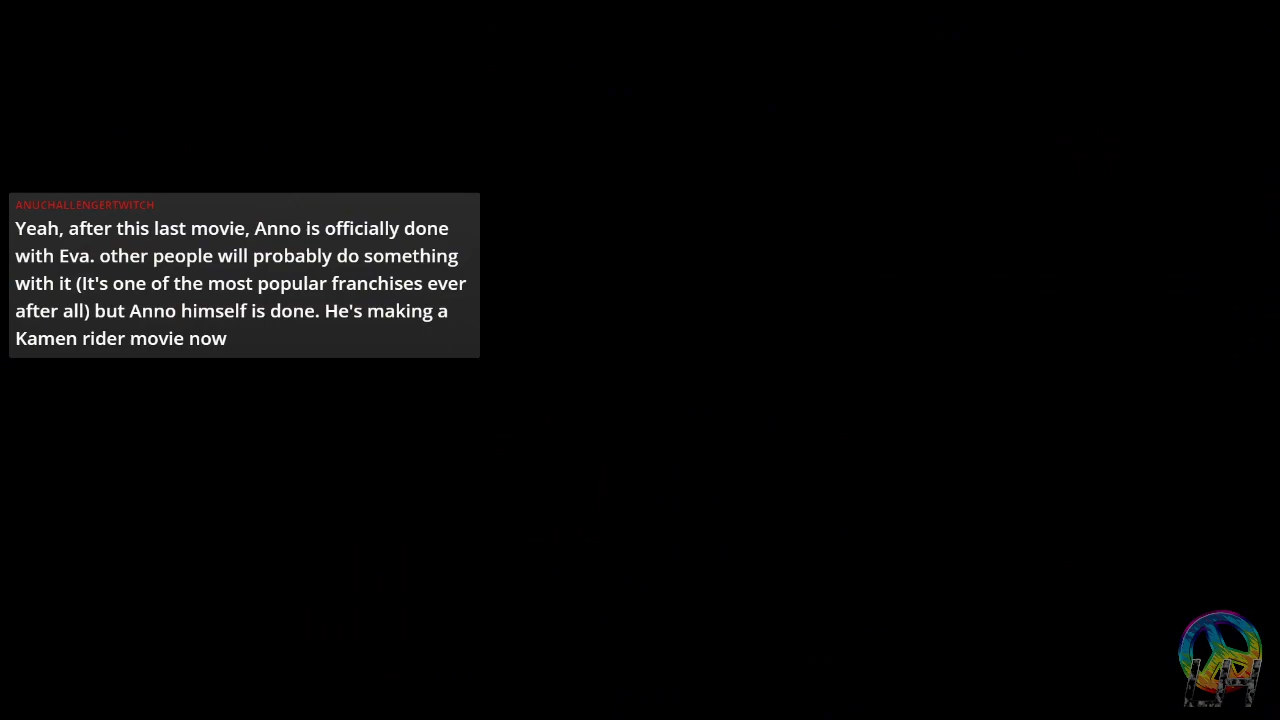 ANUCHALLENGERTWITCH
Yeah, after this last movie, Anno is officially done
with Eva. other people will probably do something
with it (It's one of the most popular franchises ever
after all) but Anno himself is done. He's making a
Kamen rider movie now
LH